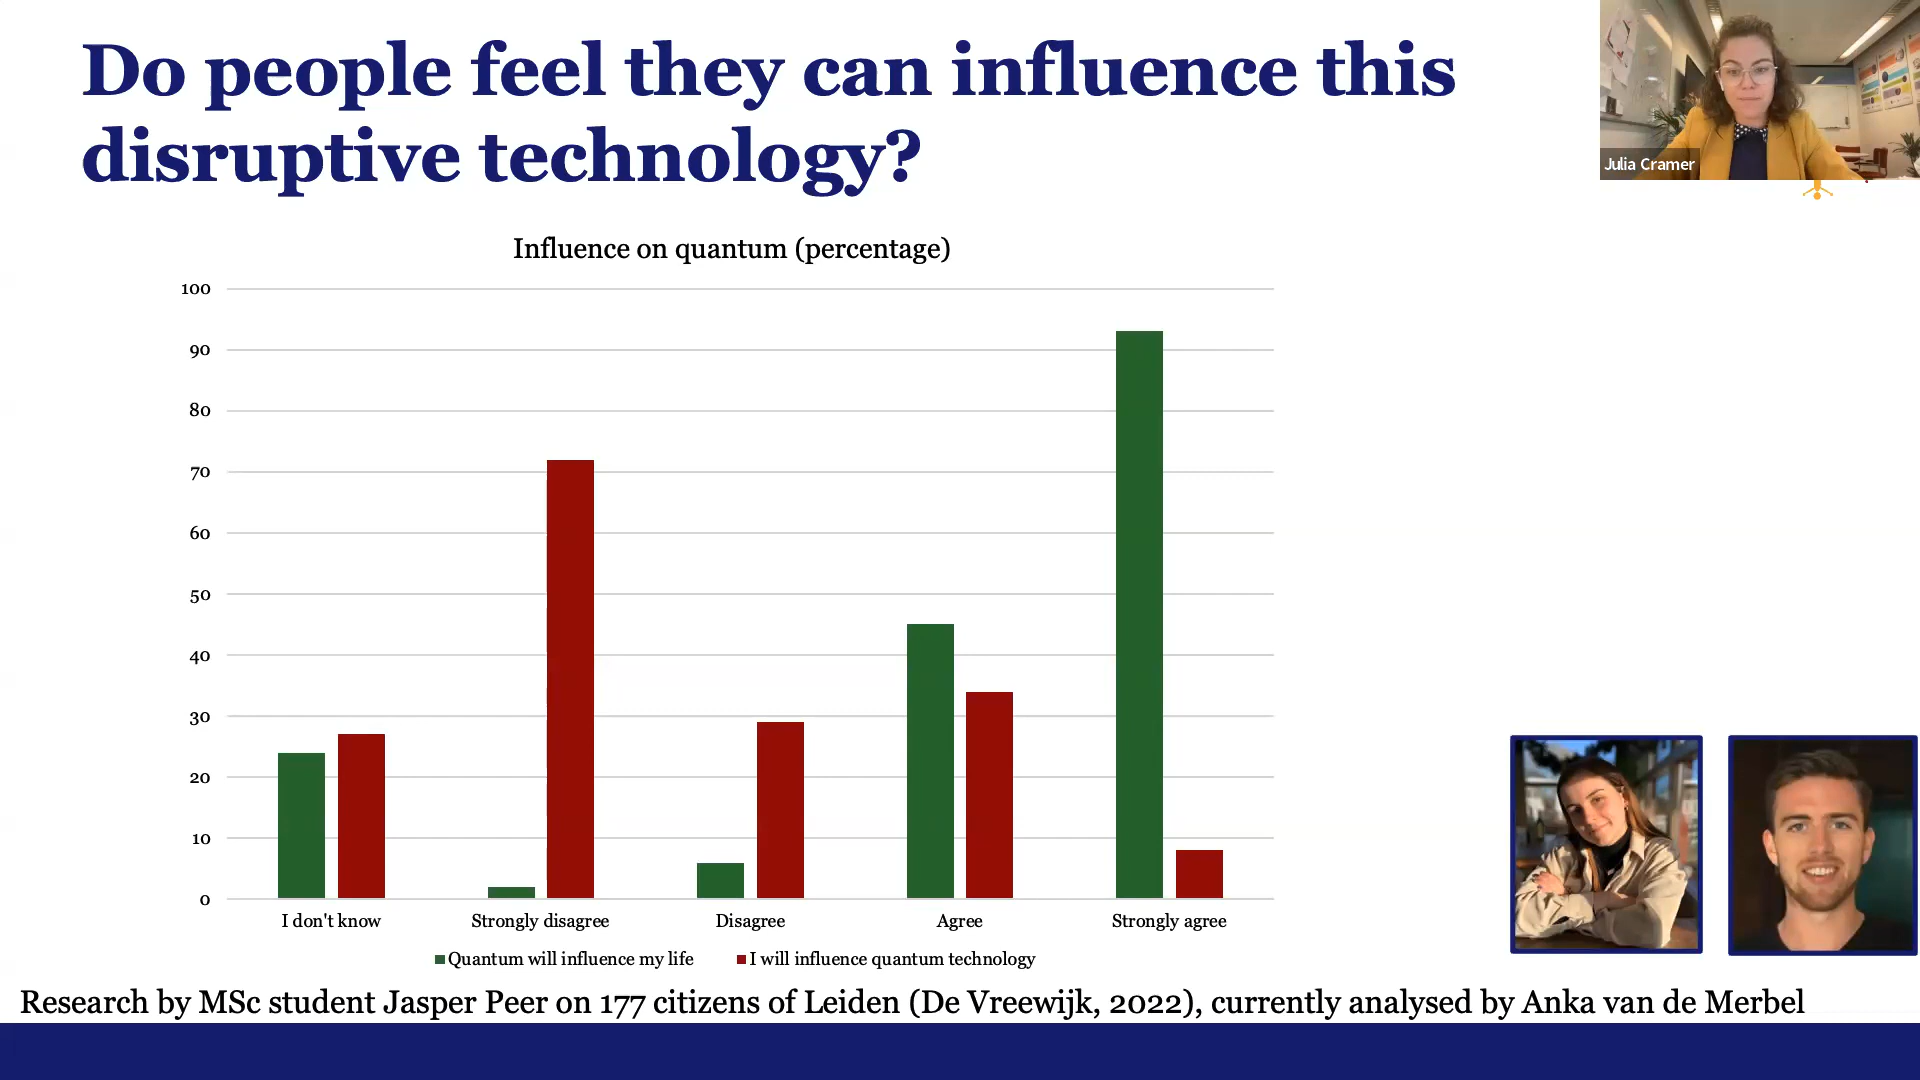 Do people feel they can influence this
disruptive technology?
Julia Cramer
Influence on quantum (percentage)
100
90
80
70
60
50
40
30
20
10
0
I don't know
Strongly disagree
Disagree
Agree
Strongly agree
Quantum will influence my life
I will influence quantum technology
Research by MSc student Jasper Peer on 177 citizens of Leiden (De Vreewijk, 2022), currently analysed by Anka van de Merbel